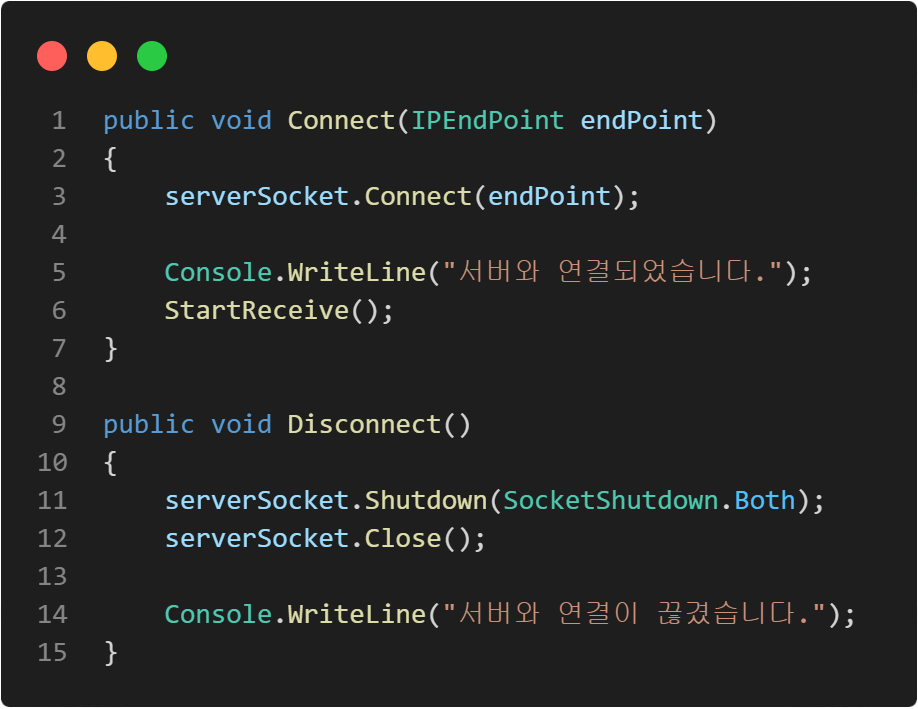 1 public void Connect(IPEndPoint endPoint)
2 {
3     serverSocket.Connect(endPoint);
4
5     Console.WriteLine("서버와 연결되었습니다.");
6     StartReceive();
7 }
8
9 public void Disconnect()
10 {
11     serverSocket.Shutdown(SocketShutdown.Both);
12     serverSocket.Close();
13
14     Console.WriteLine("서버와 연결이 끊겼습니다.");
15 }